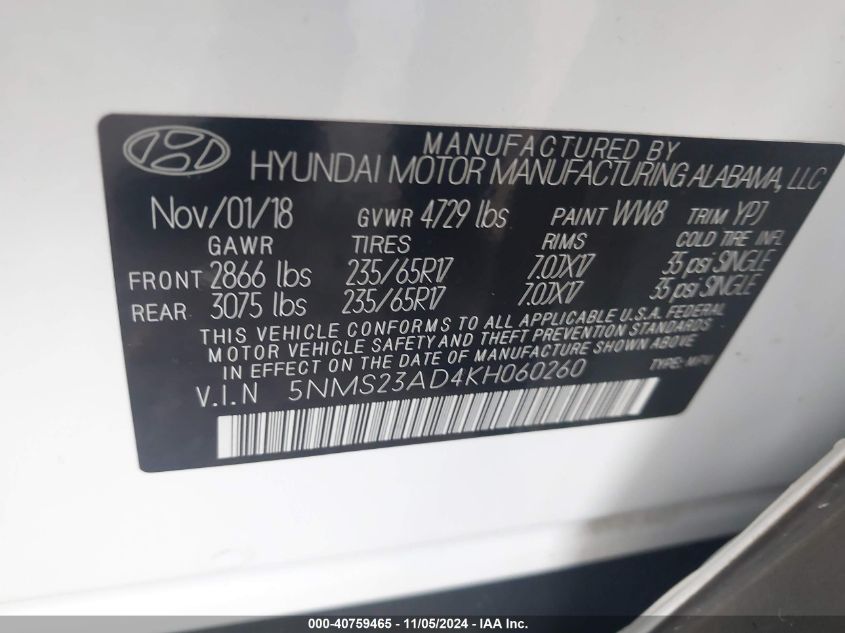 MANUFACTURED BY
HYUNDAI MOTOR MANUFACTURING ALABAMA, LLC
Nov/01/18 GVWR 4729 lbs PAINT WW8 TRIM YPJ
GAWR TIRES RIMS COLD TIRE INFL
FRONT 2866 lbs 235/65R17 7.0JX17 35 psi SINGLE
REAR 3075 lbs 235/65R17 7.0JX17 35 psi SINGLE
THIS VEHICLE CONFORMS TO ALL APPLICABLE U.S.A. FEDERAL
MOTOR VEHICLE SAFETY AND THEFT PREVENTION STANDARDS
IN EFFECT ON THE DATE OF MANUFACTURE SHOWN ABOVE
V.I.N 5NMS23AD4KH060260 TYPE: MPV
000-40759465 - 11/05/2024 - IAA Inc.